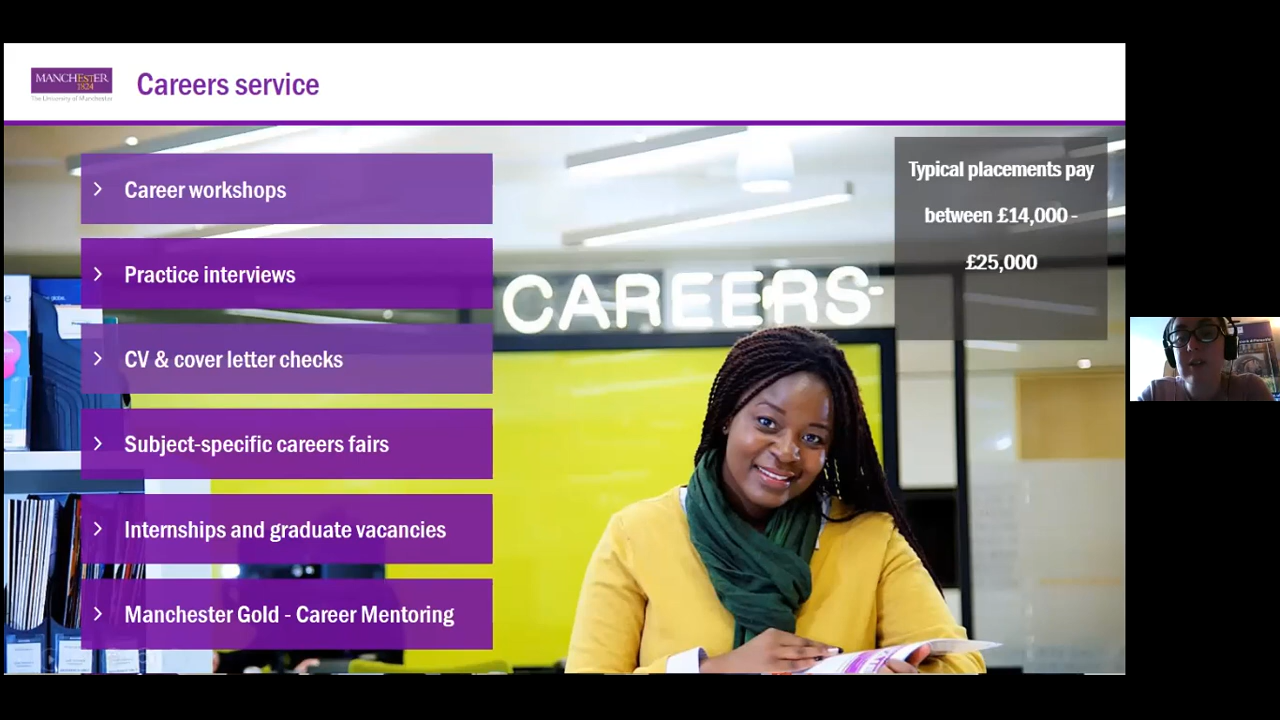 MANCHESTER
1824
The University of Manchester
Careers service
Career workshops
Practice interviews
CV & cover letter checks
Subject-specific careers fairs
Internships and graduate vacancies
Manchester Gold - Career Mentoring
Typical placements pay
between £14,000 -
£25,000
CAREERS